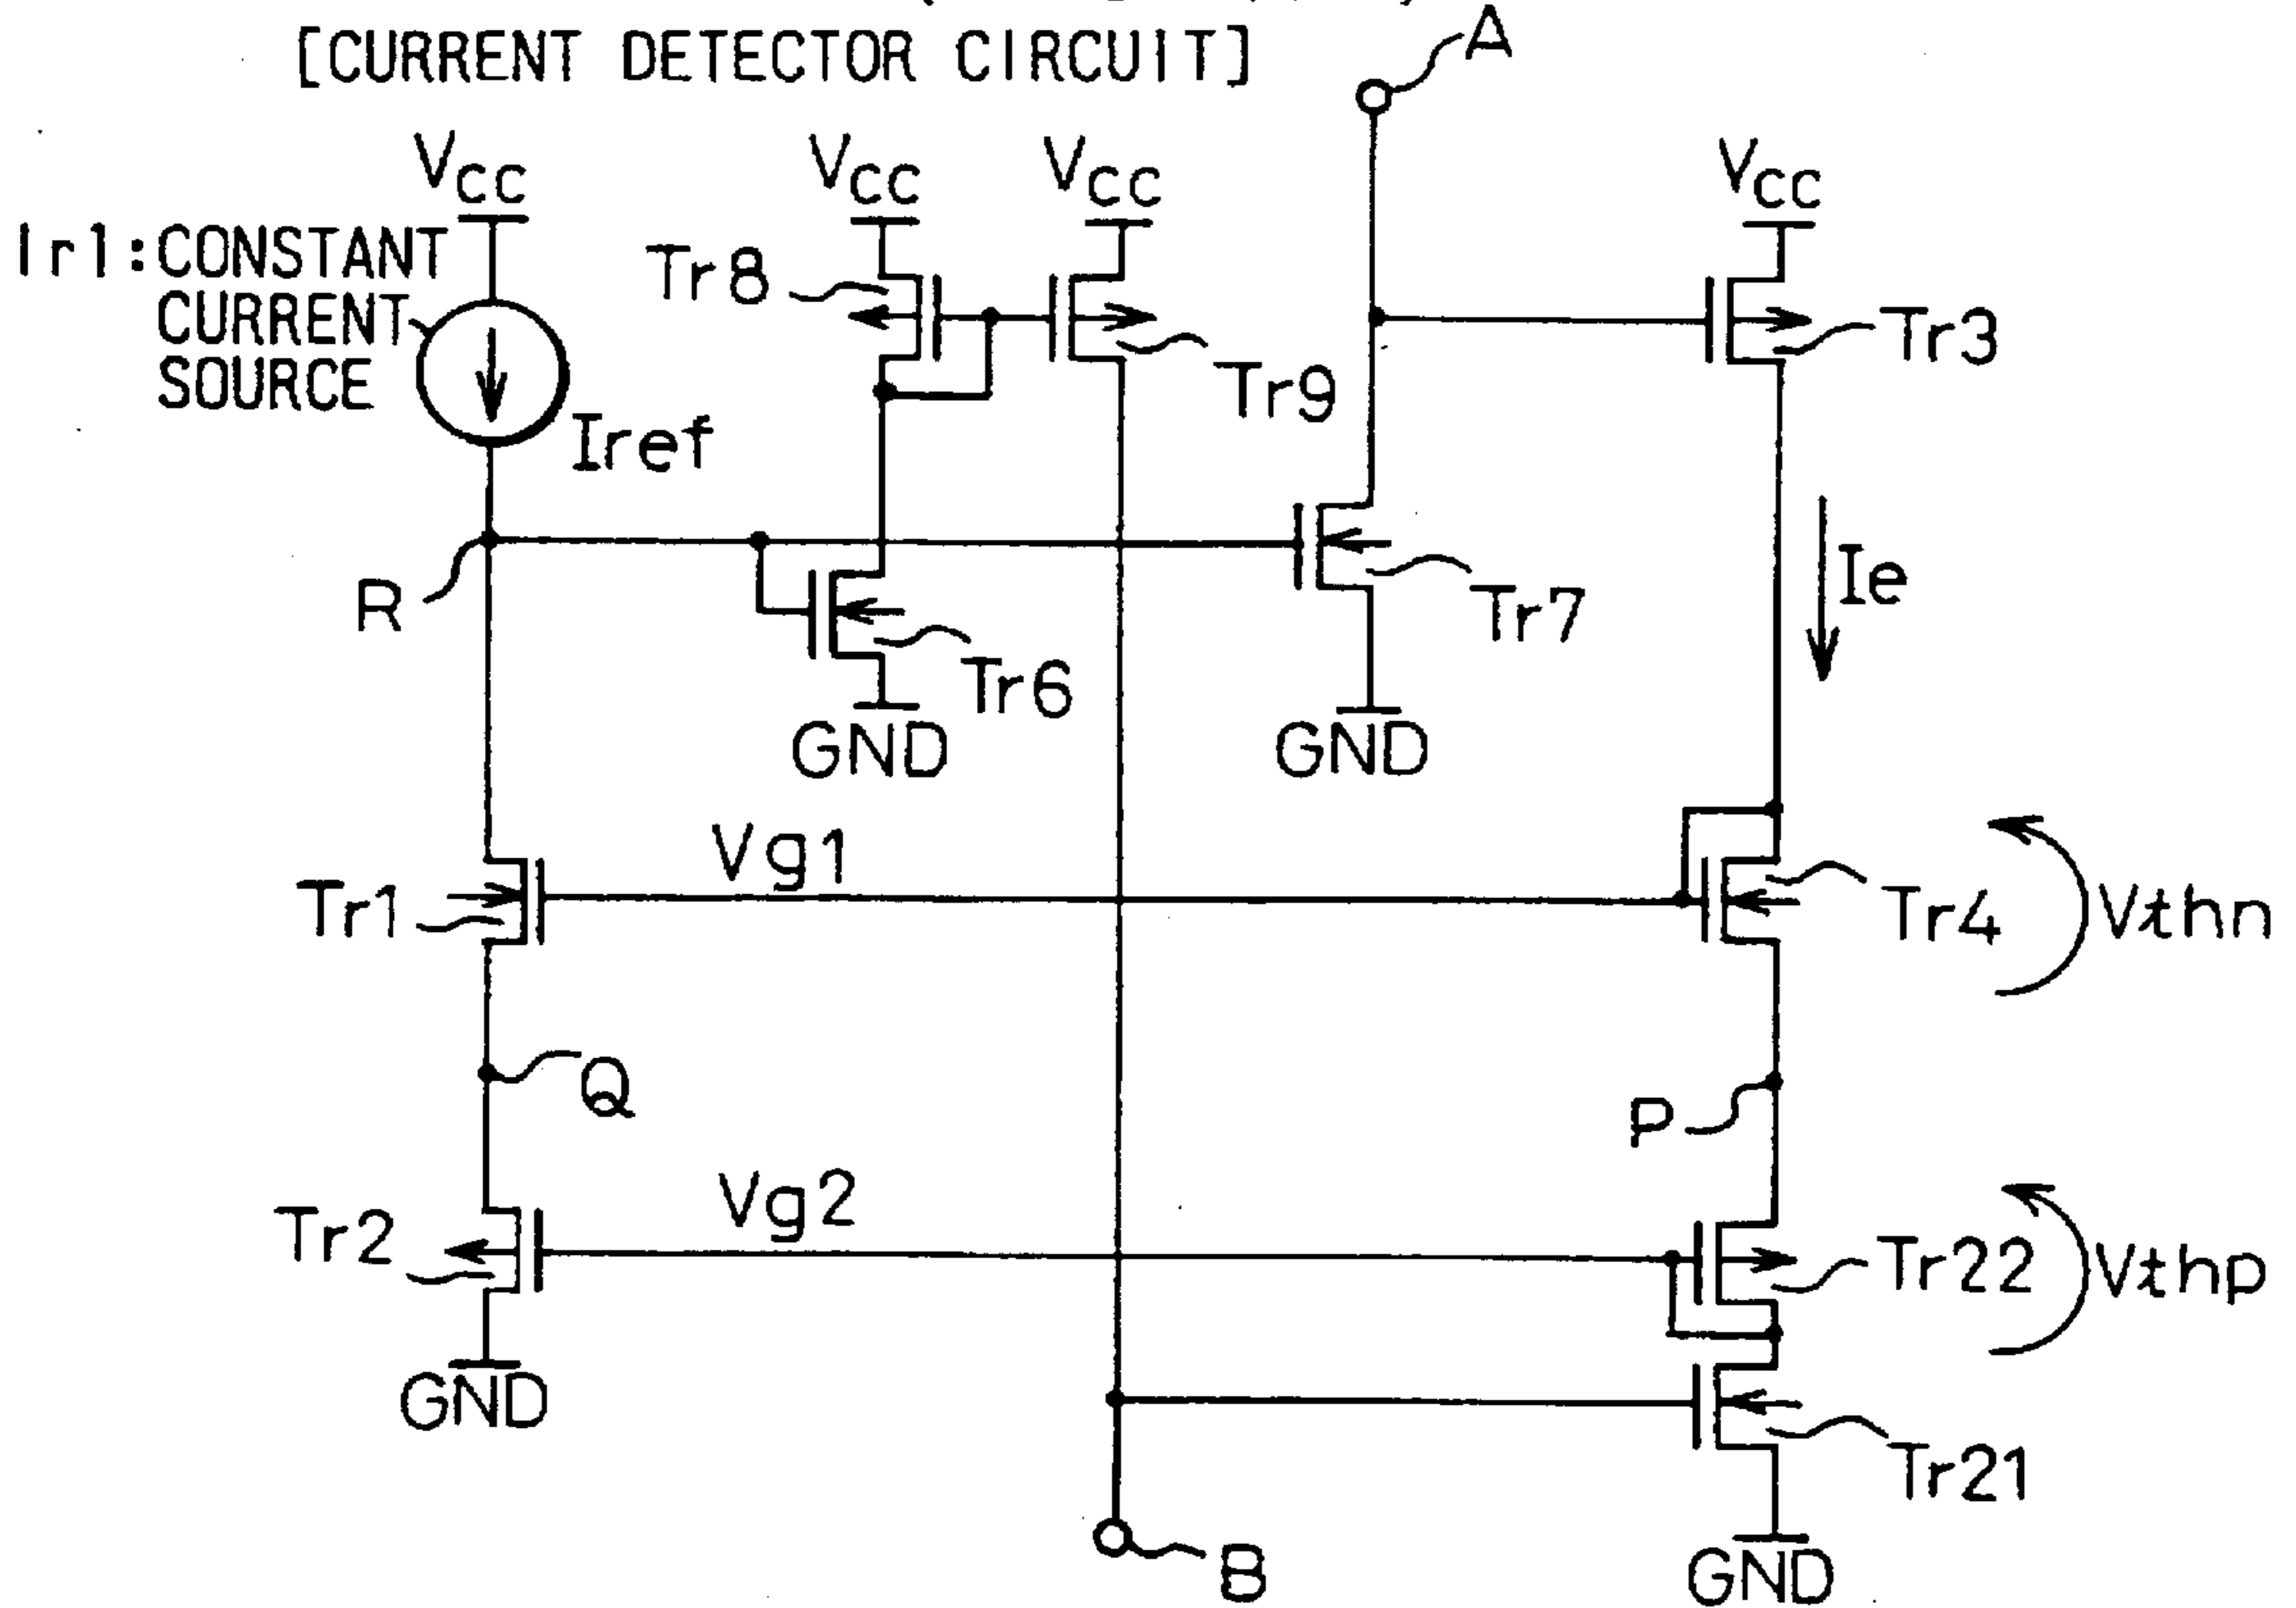 [CURRENT DETECTOR CIRCUIT]
A
Vcc
Vcc
Vcc
Vcc
Ir1:CONSTANT
CURRENT
SOURCE
Tr8
Tr9
Tr3
Iref
R
Tr6
Tr7
Ie
GND
GND
Vg1
Tr1
Tr4
Vthn
Q
P
Vg2
Tr2
Tr22
Vthp
GND
Tr21
B
GND